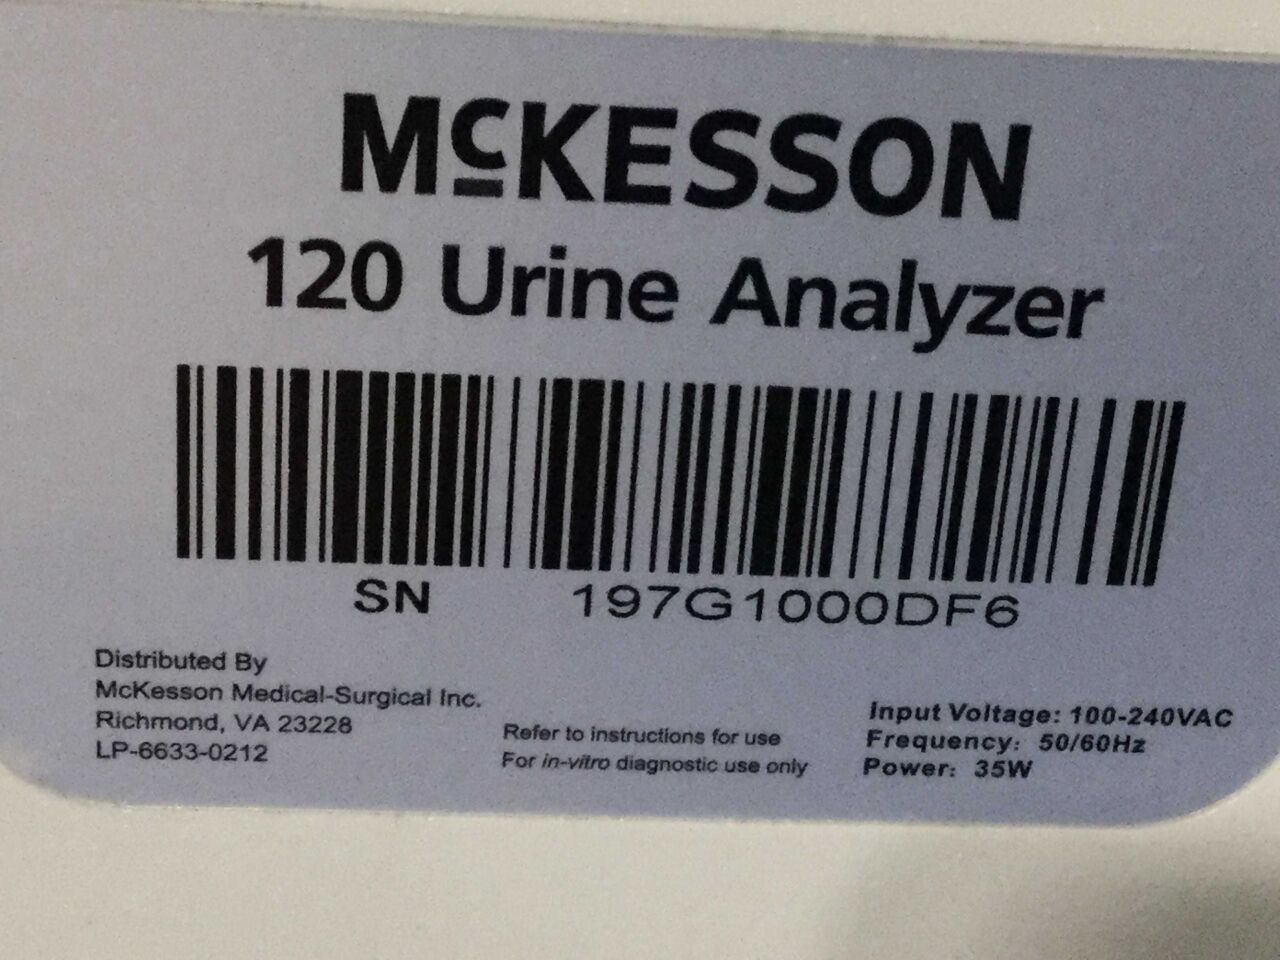 McKESSON
120 Urine Analyzer
SN 197G1000DF6
Distributed By
McKesson Medical-Surgical Inc.
Richmond, VA 23228
LP-6633-0212
Refer to instructions for use
For in-vitro diagnostic use only
Input Voltage: 100-240VAC
Frequency: 50/60Hz
Power: 35W